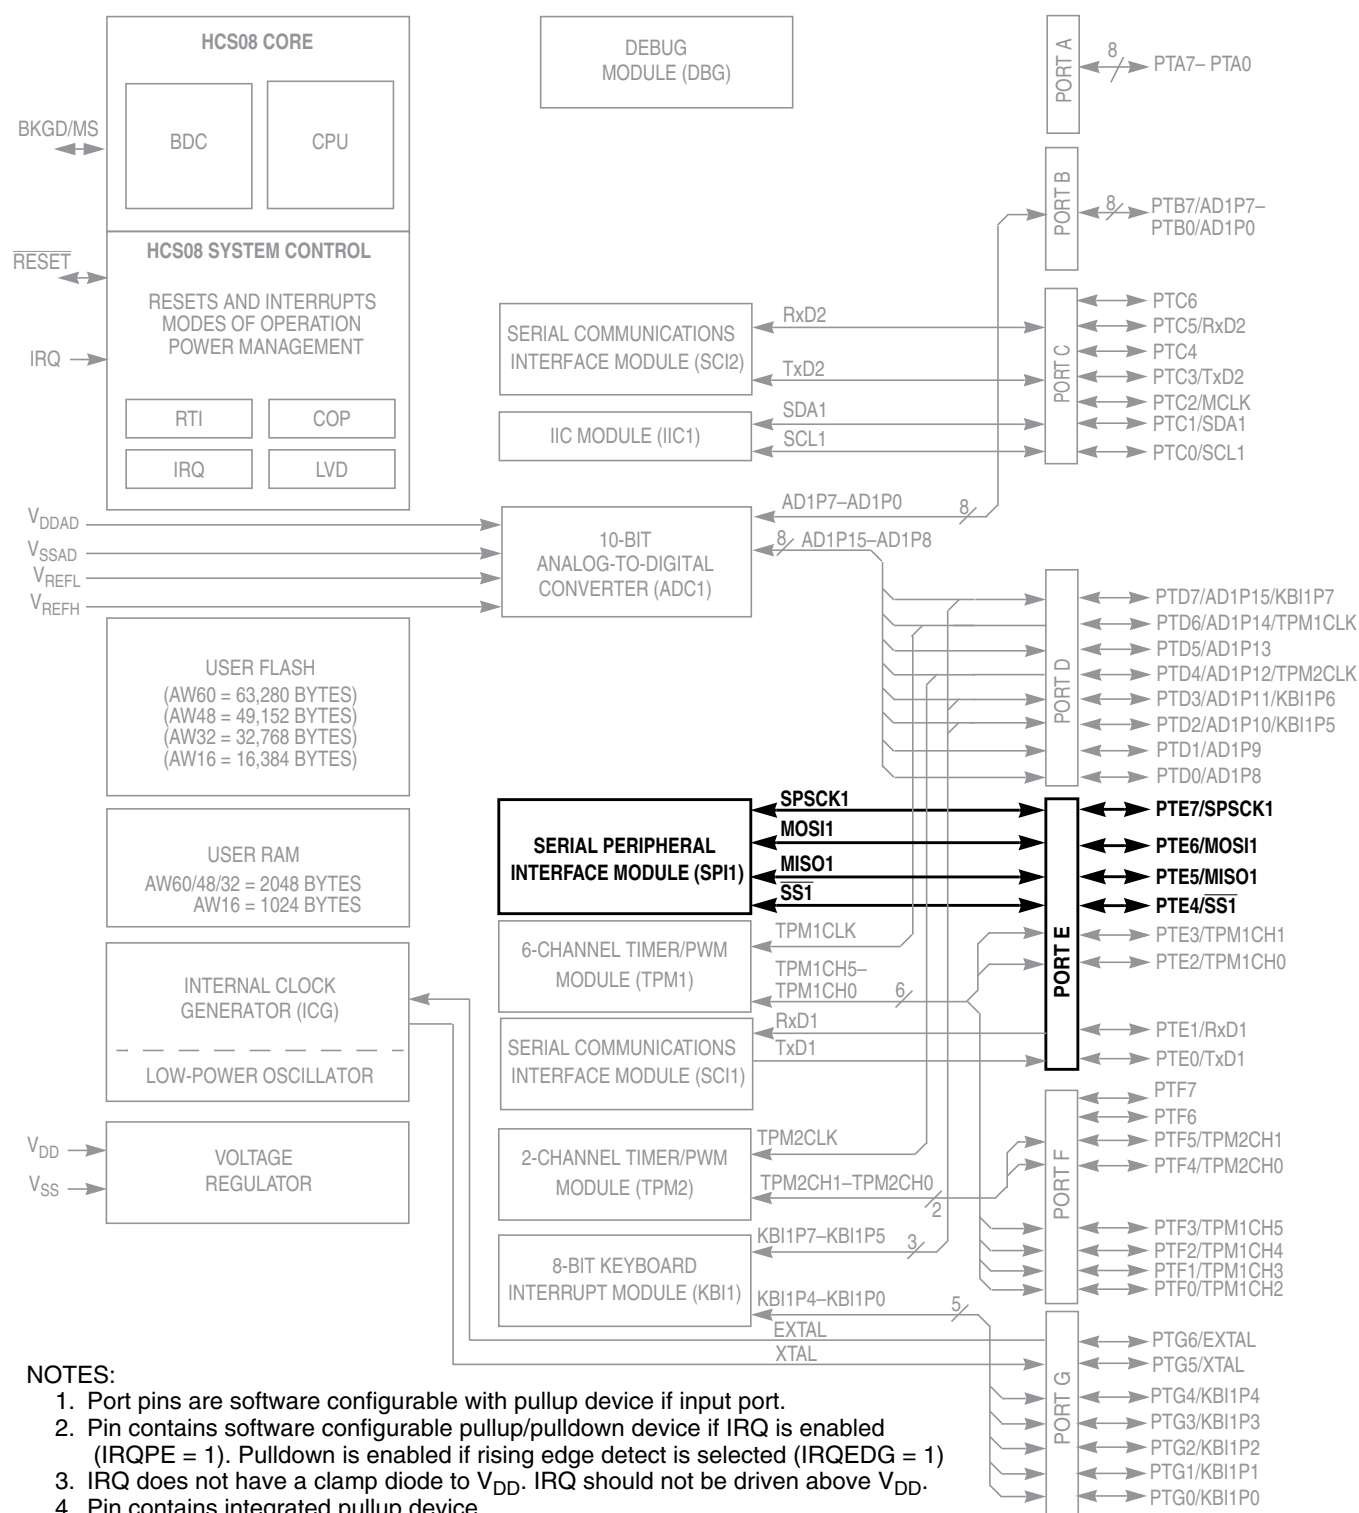 HCS08 CORE
BDC
CPU
BKGD/MS
HCS08 SYSTEM CONTROL
RESET
RESETS AND INTERRUPTS
MODES OF OPERATION
POWER MANAGEMENT
IRQ
RTI
COP
IRQ
LVD
VDDAD
VSSAD
VREFL
VREFH
USER FLASH
(AW60 = 63,280 BYTES)
(AW48 = 49,152 BYTES)
(AW32 = 32,768 BYTES)
(AW16 = 16,384 BYTES)
USER RAM
AW60/48/32 = 2048 BYTES
AW16 = 1024 BYTES
INTERNAL CLOCK
GENERATOR (ICG)
LOW-POWER OSCILLATOR
VDD
VSS
VOLTAGE
REGULATOR
DEBUG
MODULE (DBG)
SERIAL COMMUNICATIONS
INTERFACE MODULE (SCI2)
RxD2
TxD2
IIC MODULE (IIC1)
SDA1
SCL1
10-BIT
ANALOG-TO-DIGITAL
CONVERTER (ADC1)
AD1P7–AD1P0
8
8
AD1P15–AD1P8
SERIAL PERIPHERAL
INTERFACE MODULE (SPI1)
SPSCK1
MOSI1
MISO1
SS1
6-CHANNEL TIMER/PWM
MODULE (TPM1)
TPM1CLK
TPM1CH5–
TPM1CH0
6
SERIAL COMMUNICATIONS
INTERFACE MODULE (SCI1)
RxD1
TxD1
2-CHANNEL TIMER/PWM
MODULE (TPM2)
TPM2CLK
TPM2CH1–TPM2CH0
2
8-BIT KEYBOARD
INTERRUPT MODULE (KBI1)
KBI1P7–KBI1P5
3
KBI1P4–KBI1P0
5
EXTAL
XTAL
PORT A
8
PTA7– PTA0
PORT B
8
PTB7/AD1P7–
PTB0/AD1P0
PORT C
PTC6
PTC5/RxD2
PTC4
PTC3/TxD2
PTC2/MCLK
PTC1/SDA1
PTC0/SCL1
PORT D
PTD7/AD1P15/KBI1P7
PTD6/AD1P14/TPM1CLK
PTD5/AD1P13
PTD4/AD1P12/TPM2CLK
PTD3/AD1P11/KBI1P6
PTD2/AD1P10/KBI1P5
PTD1/AD1P9
PTD0/AD1P8
PORT E
PTE7/SPSCK1
PTE6/MOSI1
PTE5/MISO1
PTE4/SS1
PTE3/TPM1CH1
PTE2/TPM1CH0
PTE1/RxD1
PTE0/TxD1
PORT F
PTF7
PTF6
PTF5/TPM2CH1
PTF4/TPM2CH0
PTF3/TPM1CH5
PTF2/TPM1CH4
PTF1/TPM1CH3
PTF0/TPM1CH2
PORT G
PTG6/EXTAL
PTG5/XTAL
PTG4/KBI1P4
PTG3/KBI1P3
PTG2/KBI1P2
PTG1/KBI1P1
PTG0/KBI1P0
NOTES:
1. Port pins are software configurable with pullup device if input port.
2. Pin contains software configurable pullup/pulldown device if IRQ is enabled
(IRQPE = 1). Pulldown is enabled if rising edge detect is selected (IRQEDG = 1)
3. IRQ does not have a clamp diode to VDD. IRQ should not be driven above VDD.
4. Pin contains integrated pullup device.